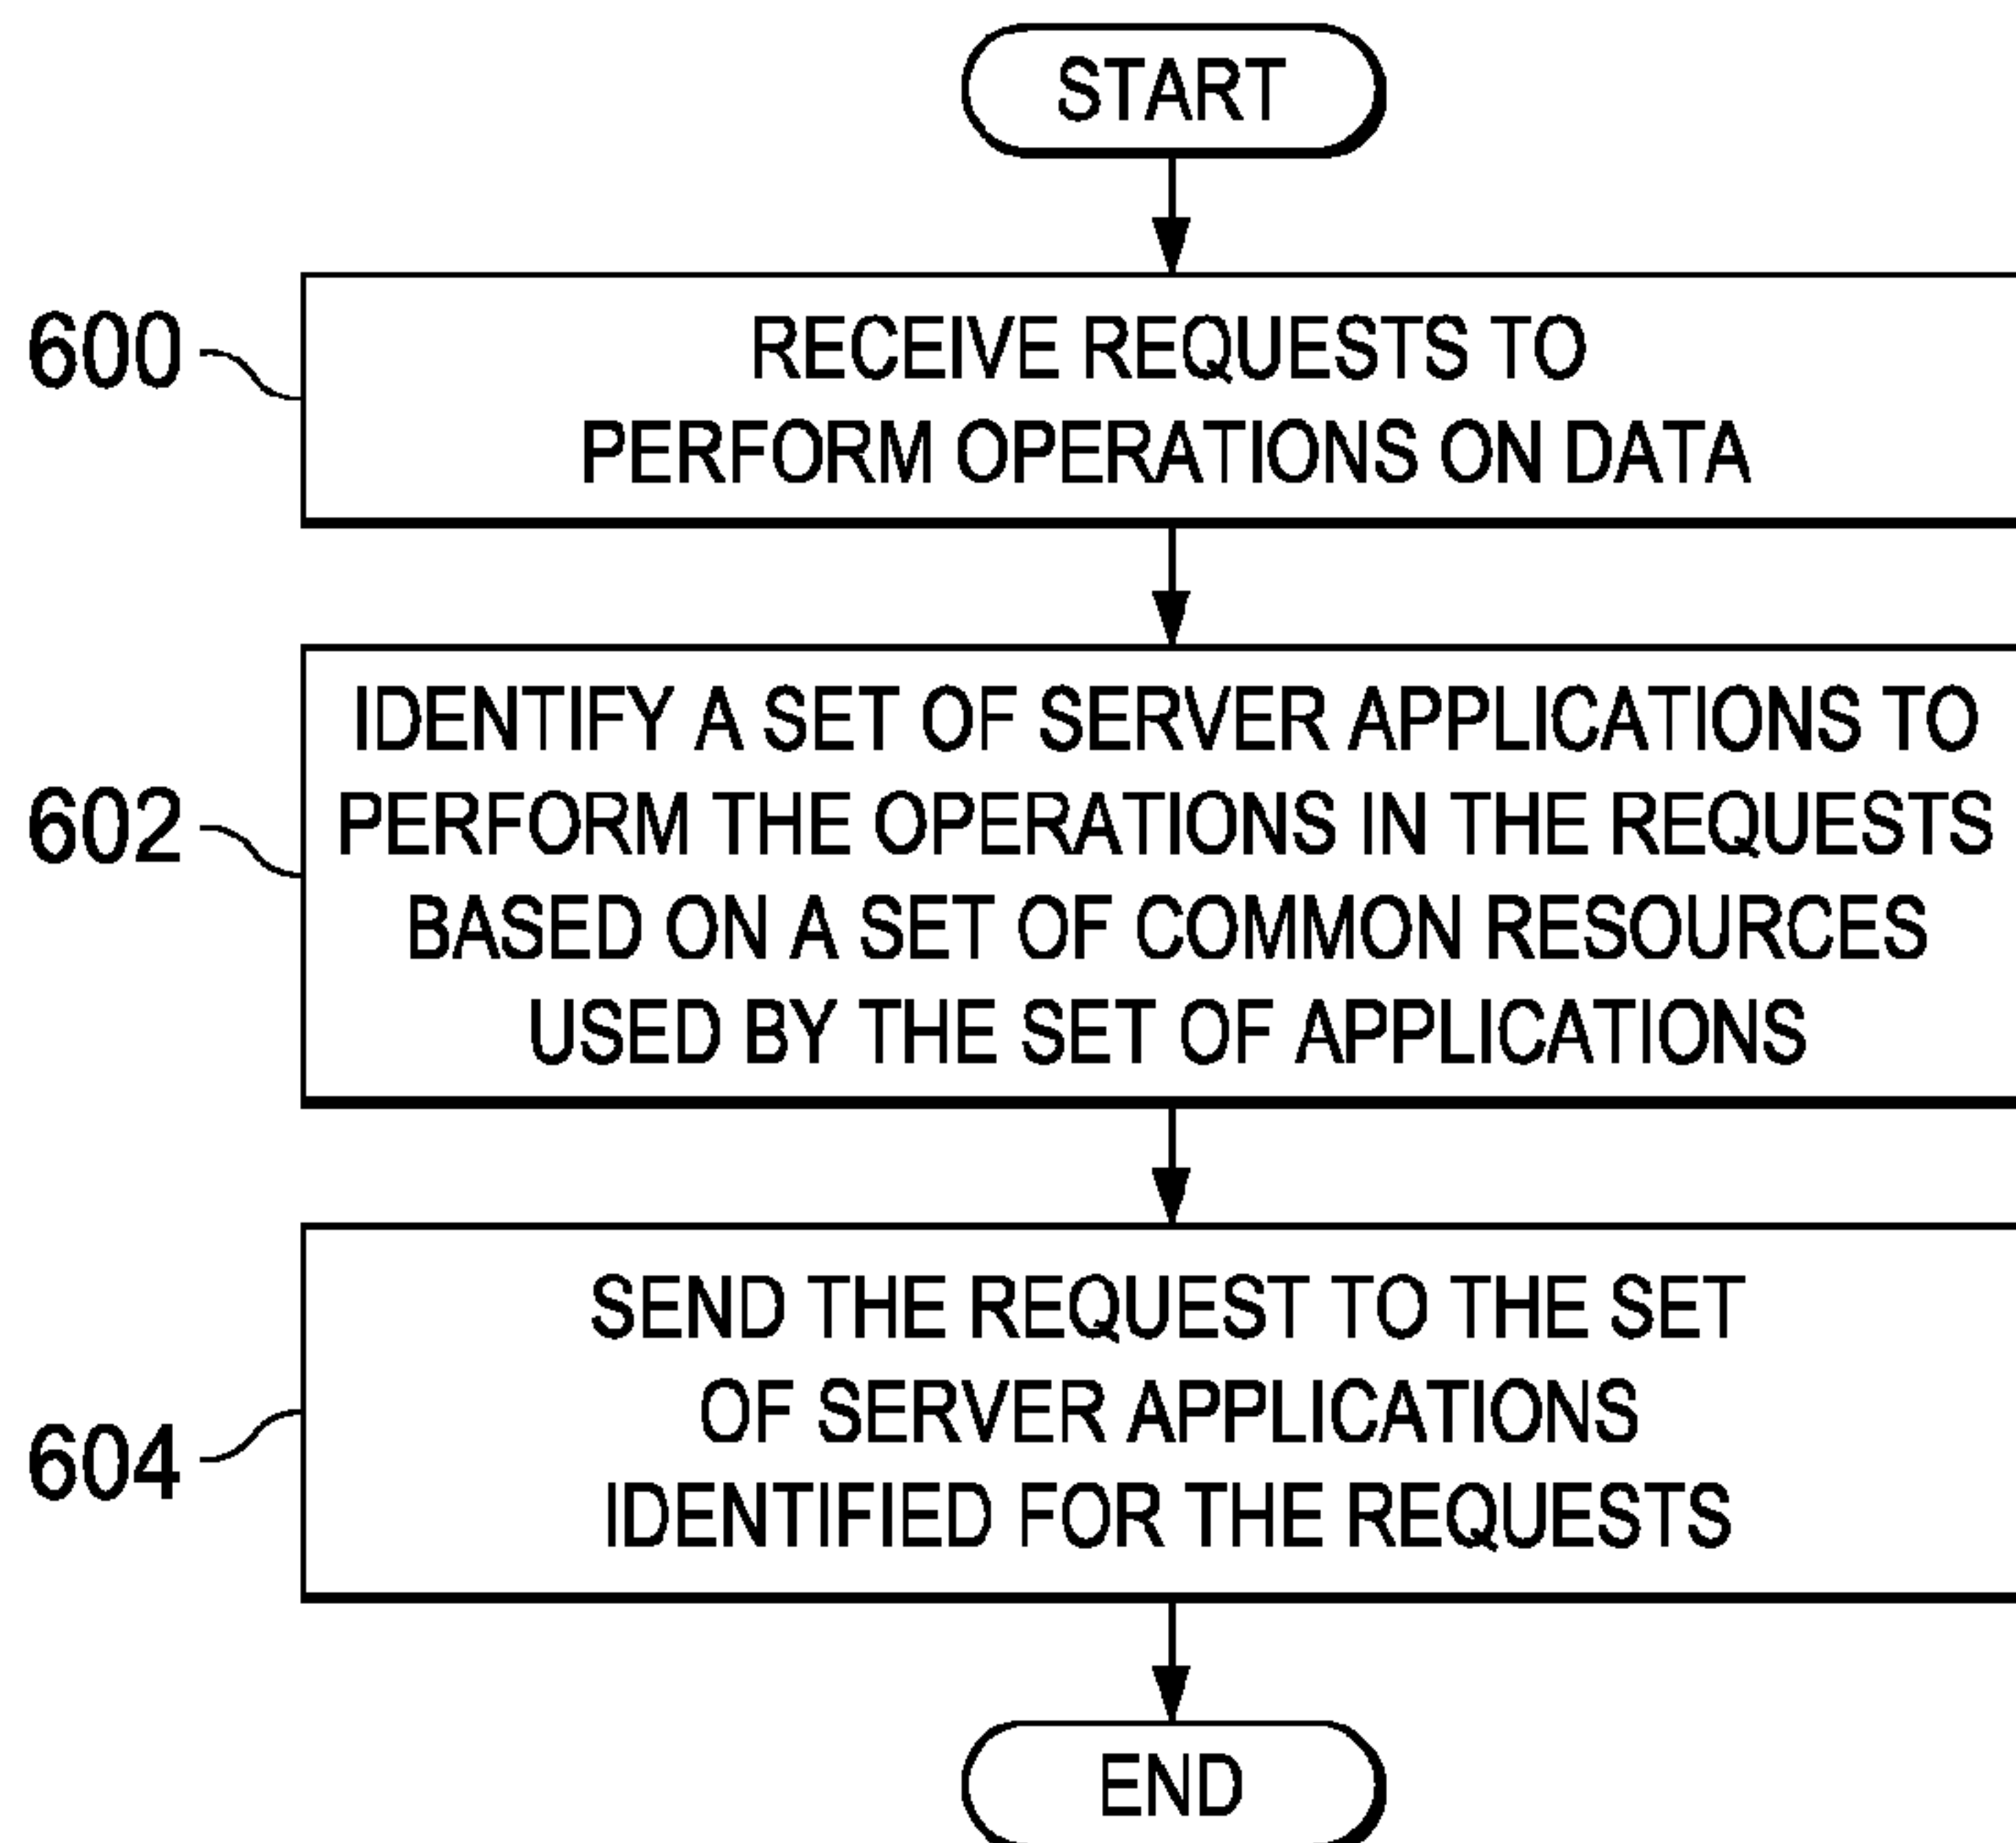 START
600
RECEIVE REQUESTS TO
PERFORM OPERATIONS ON DATA
602
IDENTIFY A SET OF SERVER APPLICATIONS TO
PERFORM THE OPERATIONS IN THE REQUESTS
BASED ON A SET OF COMMON RESOURCES
USED BY THE SET OF APPLICATIONS
604
SEND THE REQUEST TO THE SET
OF SERVER APPLICATIONS
IDENTIFIED FOR THE REQUESTS
END